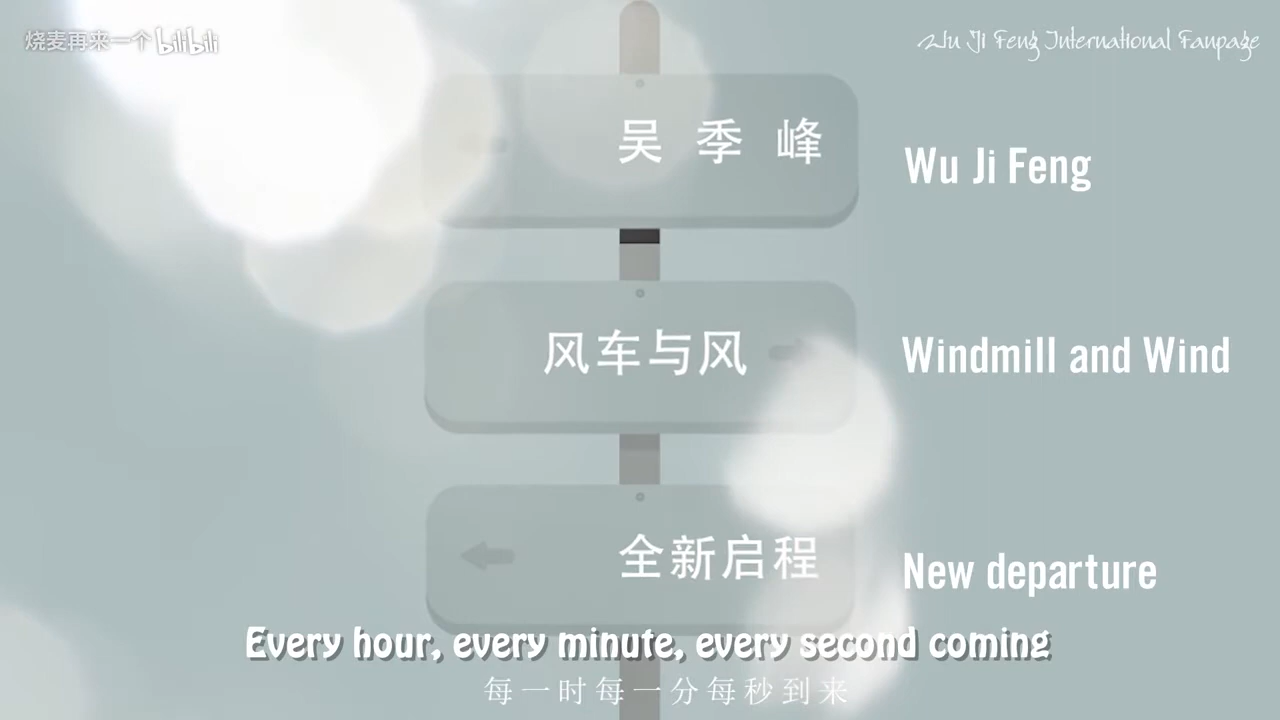 烧麦再来一个 bilibili
Wu Ji Feng International Fanpage
吴季峰
Wu Ji Feng
风车与风
Windmill and Wind
全新启程
New departure
Every hour, every minute, every second coming
每一时每一分每秒到来